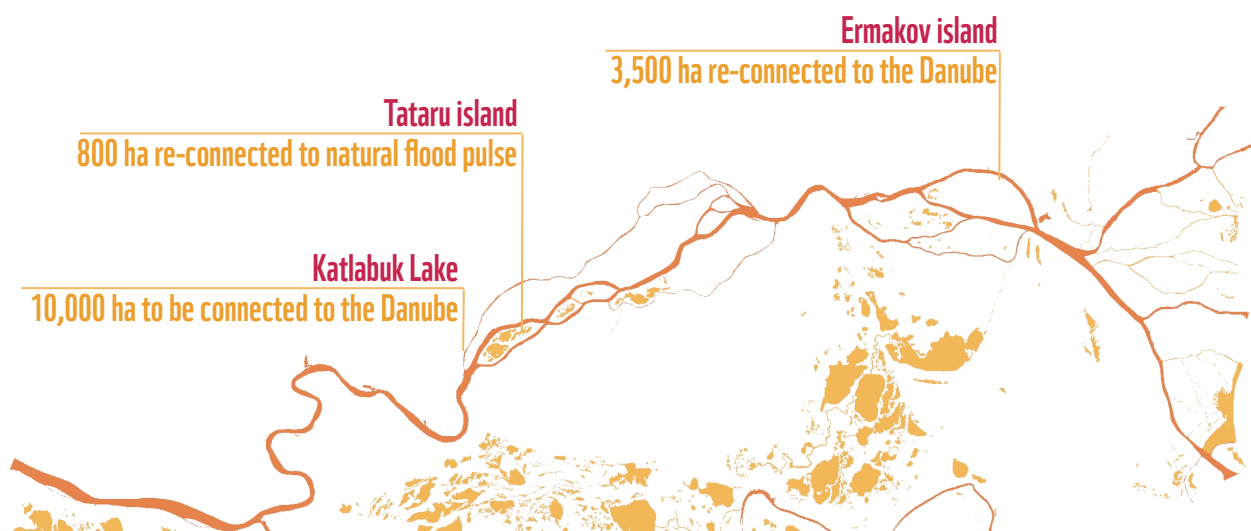 Ermakov island
3,500 ha re-connected to the Danube
Tataru island
800 ha re-connected to natural flood pulse
Katlabuk Lake
10,000 ha to be connected to the Danube